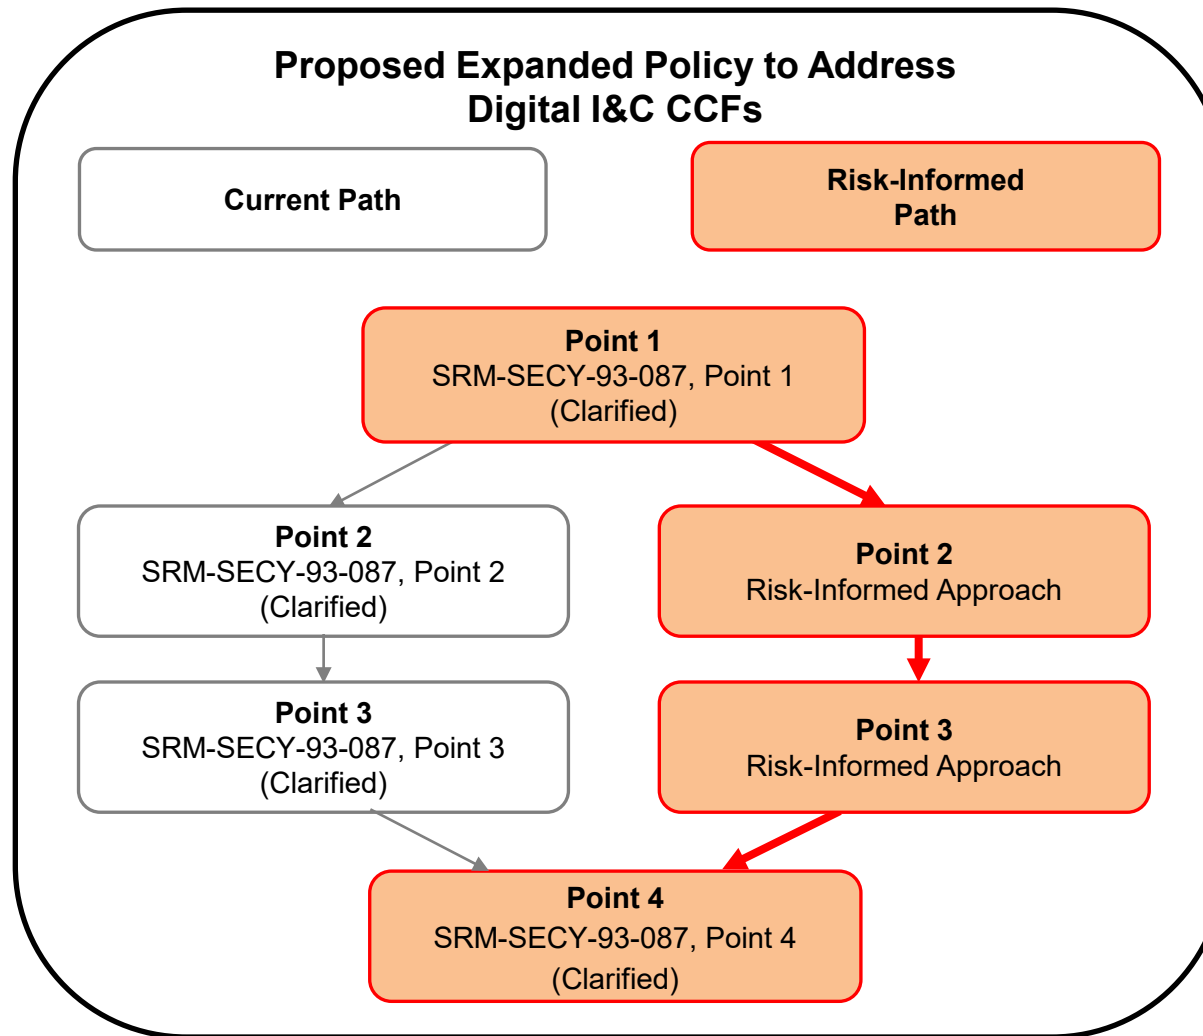 Proposed Expanded Policy to Address
Digital I&C CCFs
Current Path
Risk-Informed
Path
Point 1
SRM-SECY-93-087, Point 1
(Clarified)
Point 2
SRM-SECY-93-087, Point 2
(Clarified)
Point 2
Risk-Informed Approach
Point 3
SRM-SECY-93-087, Point 3
(Clarified)
Point 3
Risk-Informed Approach
Point 4
SRM-SECY-93-087, Point 4
(Clarified)